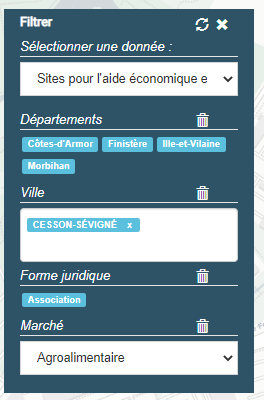 Filtrer
Sélectionner une donnée :
Sites pour l'aide économique e
Départements
Côtes-d'Armor Finistère Ille-et-Vilaine
Morbihan
Ville
CESSON-SÉVIGNÉ x
Forme juridique
Association
Marché
Agroalimentaire